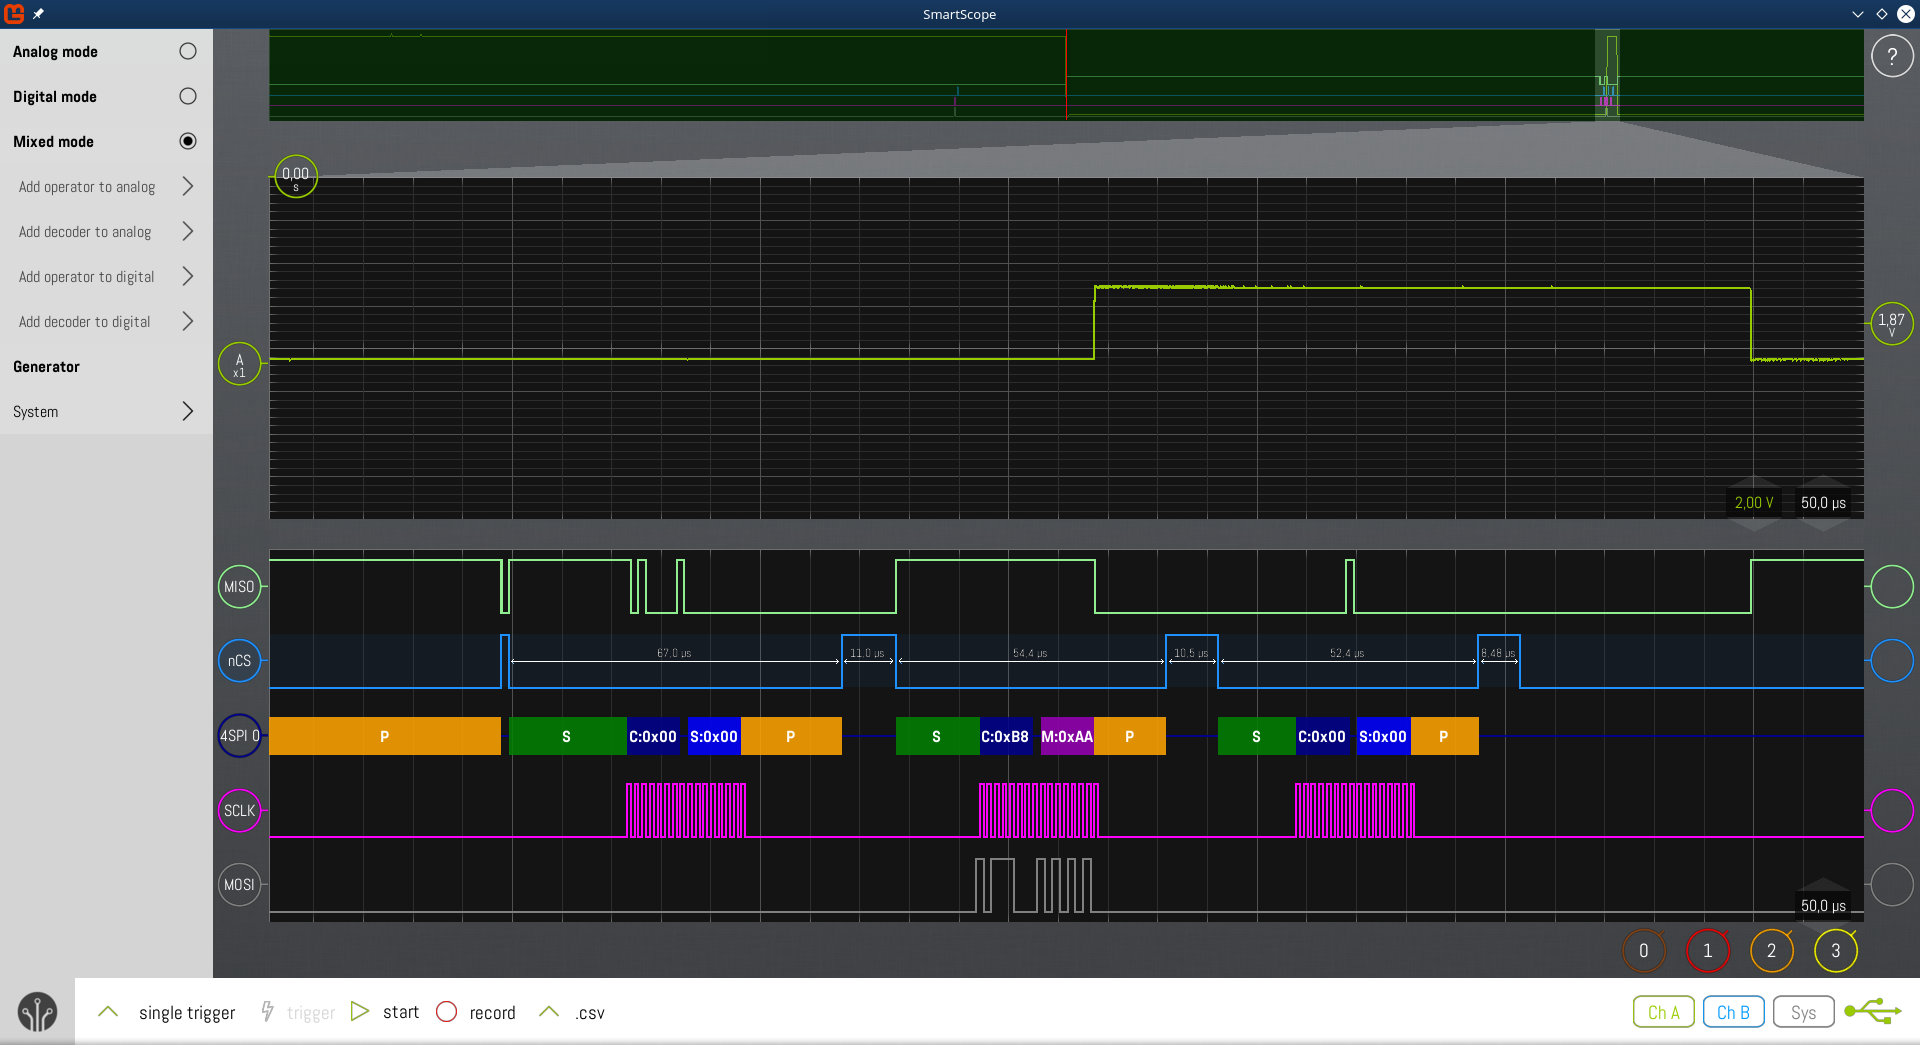 SmartScope
Analog mode
Digital mode
Mixed mode
Add operator to analog
Add decoder to analog
Add operator to digital
Add decoder to digital
Generator
System
?
0,00
s
A
x1
1,87
V
2,00 V
50,0 µs
MISO
nCS
67,0 µs
11,0 µs
54,4 µs
10,5 µs
52,4 µs
8,48 µs
4SPI 0
P
S
C:0x00
S:0x00
P
S
C:0xB8
M:0xAA
P
S
C:0x00
S:0x00
P
SCLK
MOSI
50,0 µs
0
1
2
3
single trigger
trigger
start
record
.csv
Ch A
Ch B
Sys